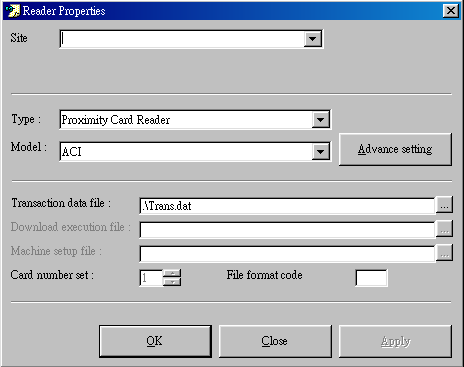 Reader Properties
Site
Type : Proximity Card Reader
Model : ACI Advance setting
Transaction data file : .\Trans.dat ...
Download execution file : ...
Machine setup file : ...
Card number set : 1 File format code
OK Close Apply